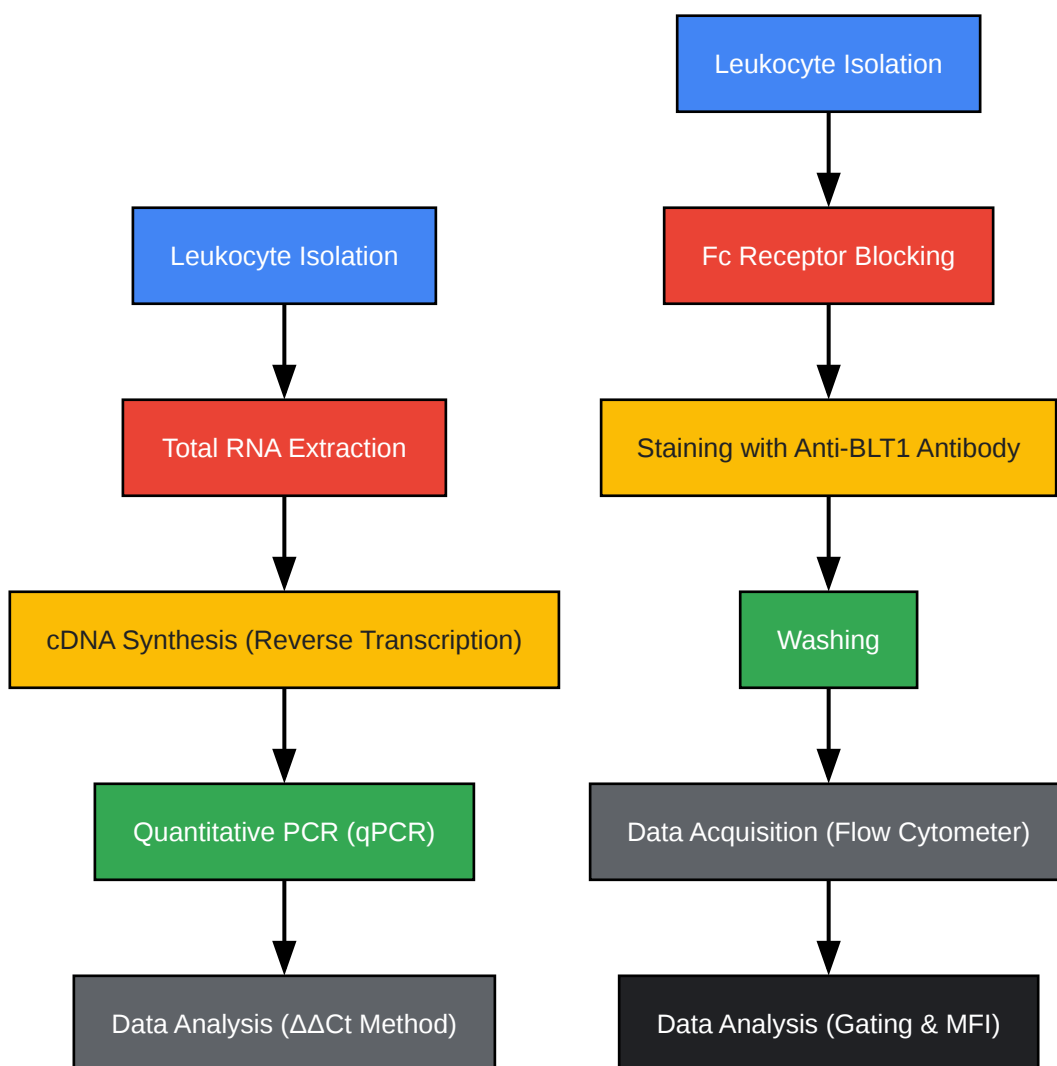 Leukocyte Isolation
Total RNA Extraction
cDNA Synthesis (Reverse Transcription)
Quantitative PCR (qPCR)
Data Analysis (ΔΔCt Method)
Leukocyte Isolation
Fc Receptor Blocking
Staining with Anti-BLT1 Antibody
Washing
Data Acquisition (Flow Cytometer)
Data Analysis (Gating & MFI)